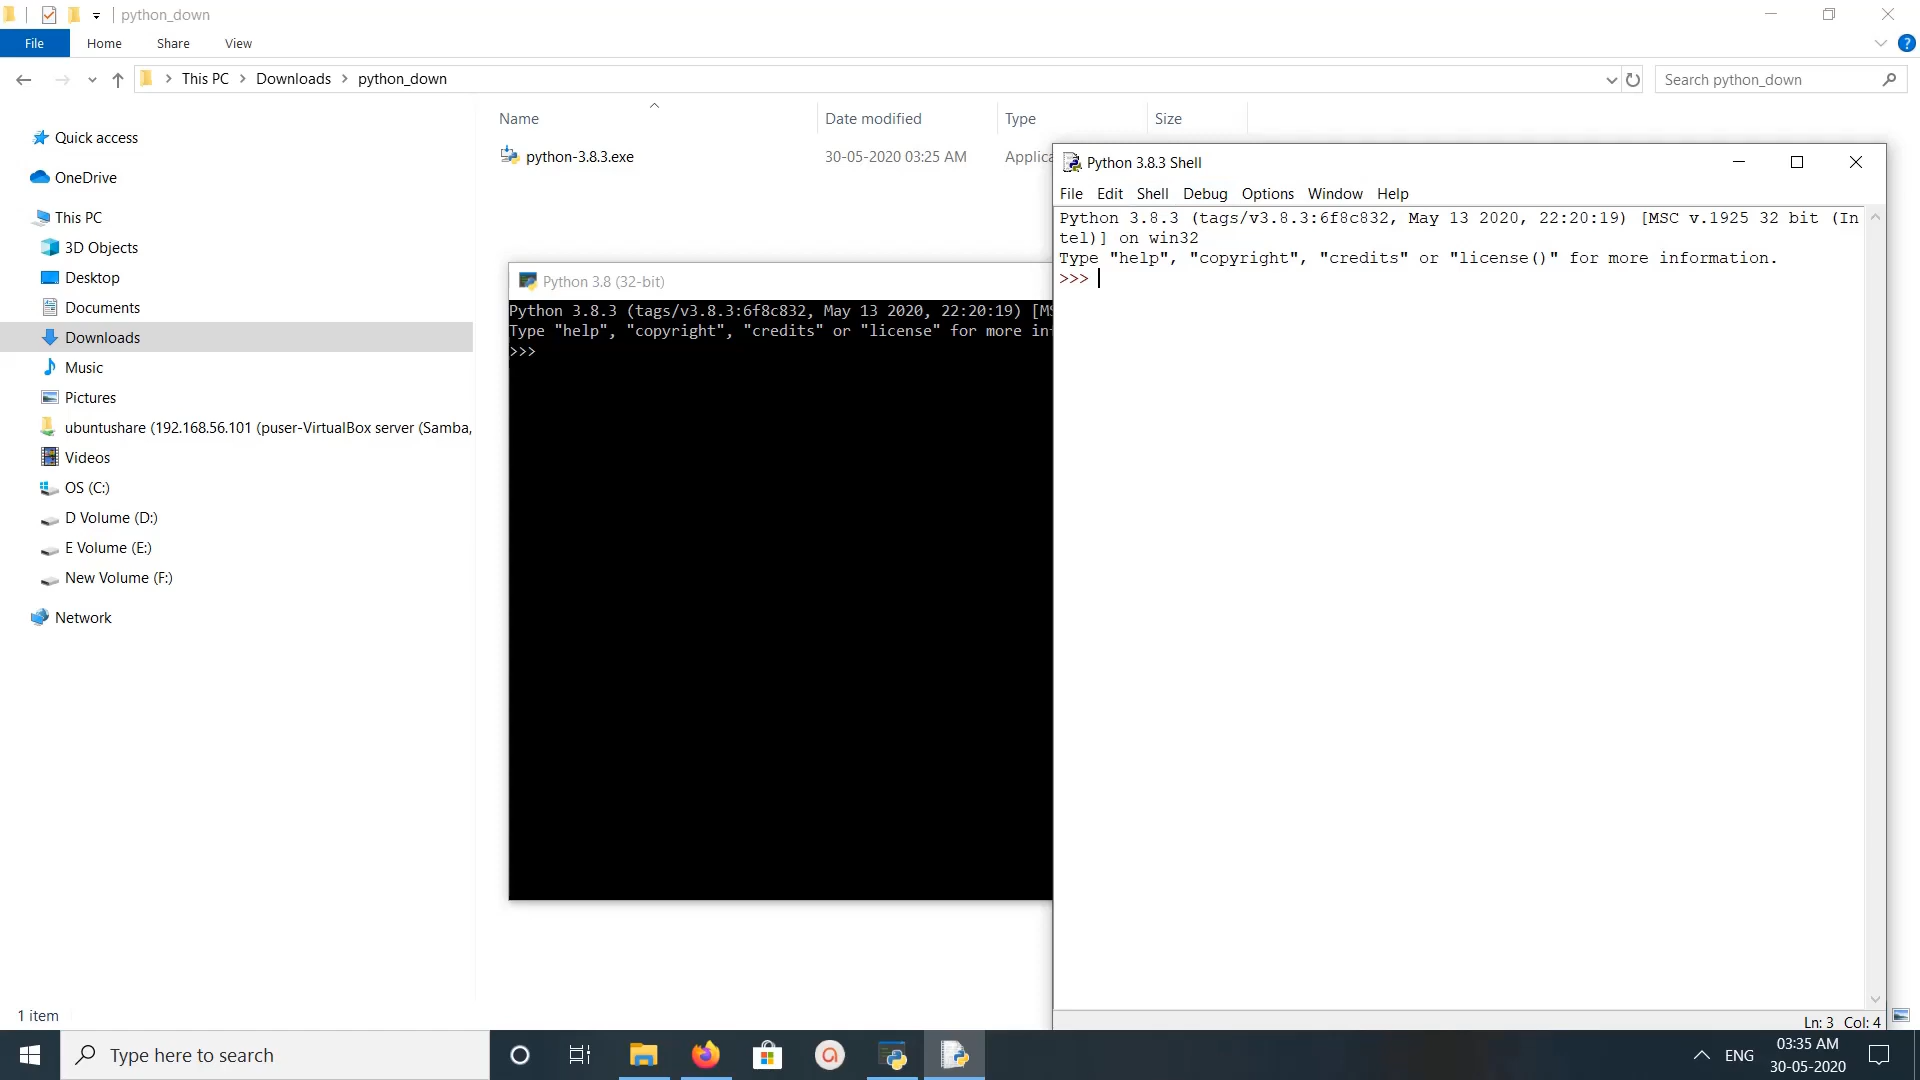 python_down
File Home Share View
This PC Downloads python_down
Search python_down
Name Date modified Type Size
python-3.8.3.exe 30-05-2020 03:25 AM Applica
Quick access
OneDrive
This PC
3D Objects
Desktop
Documents
Downloads
Music
Pictures
ubuntushare (192.168.56.101 (puser-VirtualBox server (Samba,
Videos
OS (C:)
D Volume (D:)
E Volume (E:)
New Volume (F:)
Network
1 item
Python 3.8 (32-bit)
Python 3.8.3 (tags/v3.8.3:6f8c832, May 13 2020, 22:20:19) [MS
Type "help", "copyright", "credits" or "license" for more in
>>>
Python 3.8.3 Shell
File Edit Shell Debug Options Window Help
Python 3.8.3 (tags/v3.8.3:6f8c832, May 13 2020, 22:20:19) [MSC v.1925 32 bit (In
tel)] on win32
Type "help", "copyright", "credits" or "license()" for more information.
>>>
Ln: 3 Col: 4
Type here to search
ENG
03:35 AM
30-05-2020